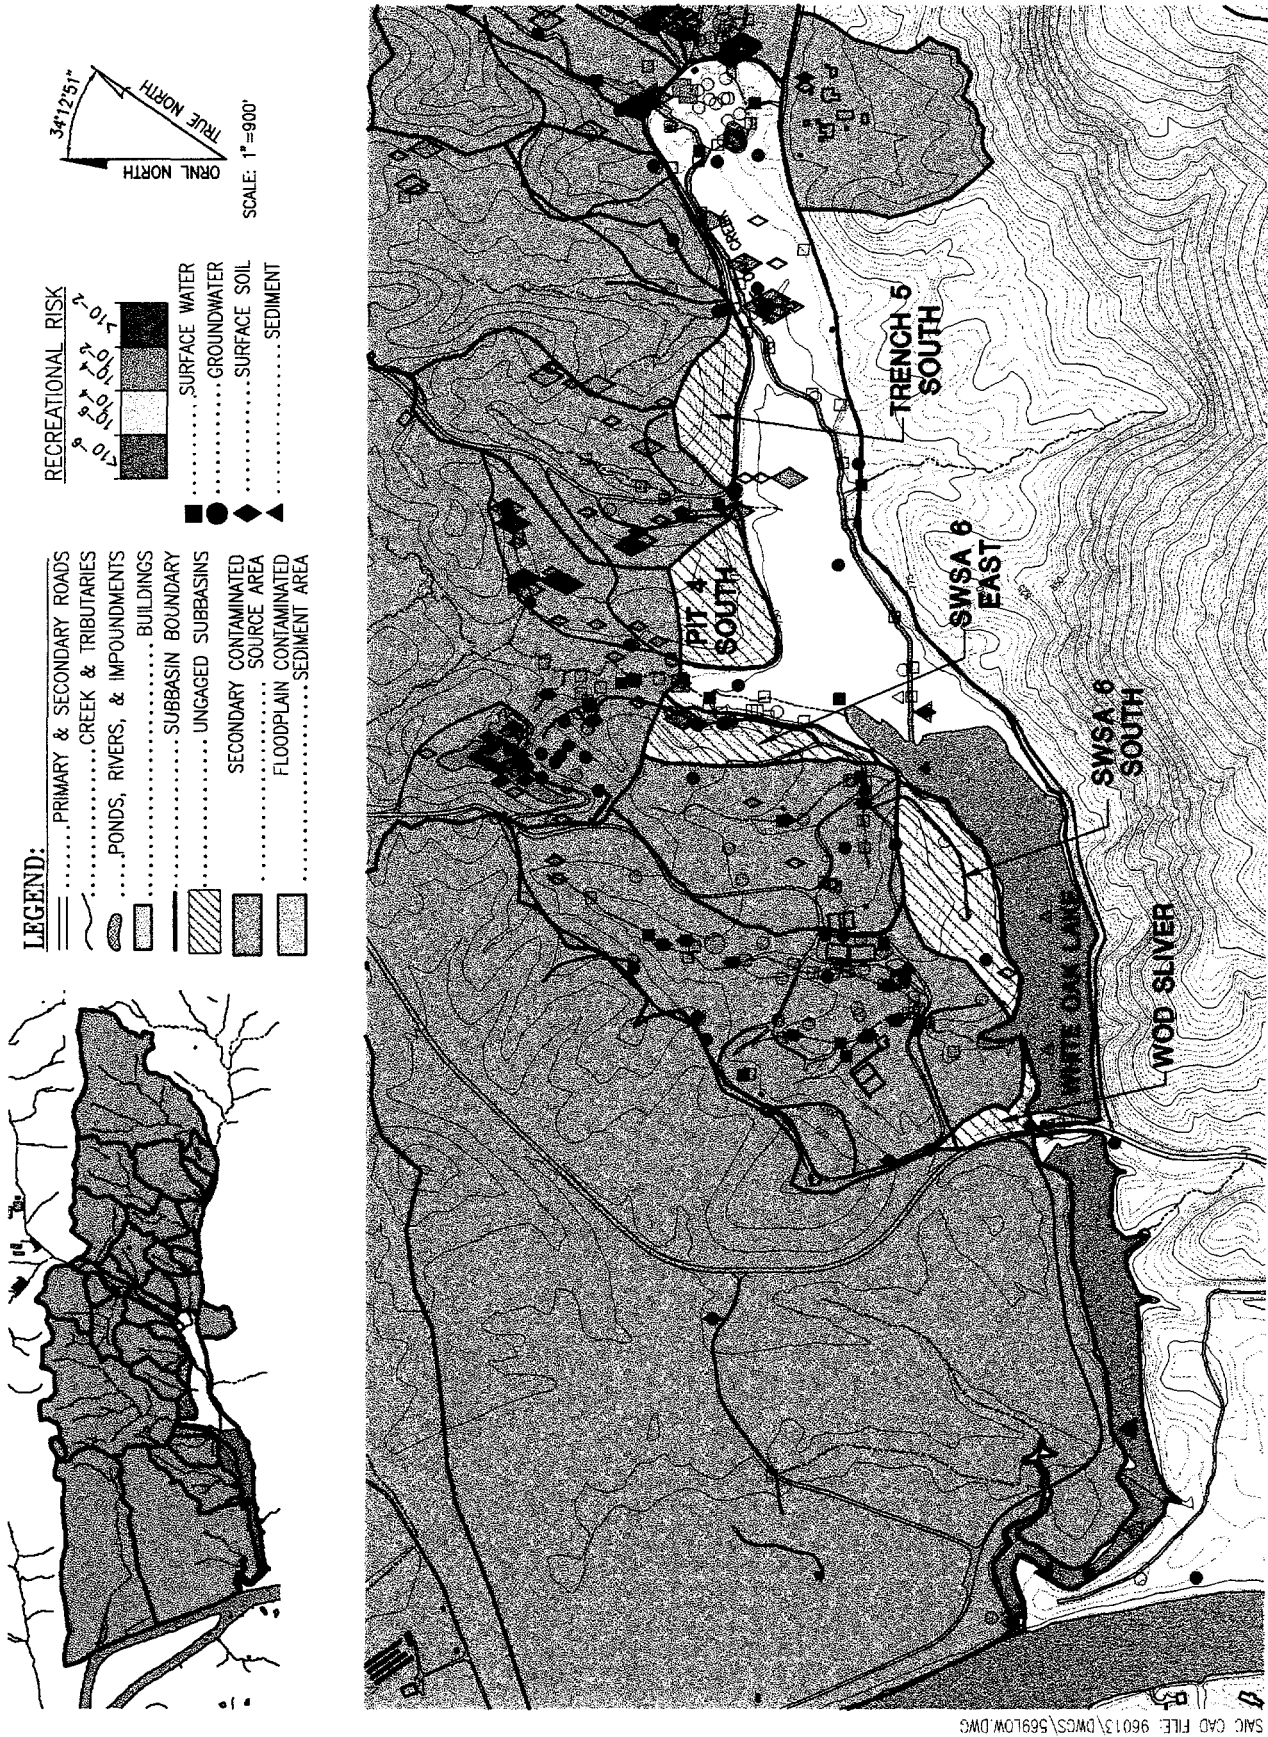 LEGEND:
PRIMARY & SECONDARY ROADS
CREEK & TRIBUTARIES
PONDS, RIVERS, & IMPOUNDMENTS
BUILDINGS
SUBBASIN BOUNDARY
UNGAGED SUBBASINS
SECONDARY CONTAMINATED
SOURCE AREA
FLOODPLAIN CONTAMINATED
SEDIMENT AREA
RECREATIONAL RISK
<10-6
10-6 10-4
10-4 10-2
>10-2
SURFACE WATER
GROUNDWATER
SURFACE SOIL
SEDIMENT
34°12'51"
ORNL NORTH
TRUE NORTH
SCALE: 1"=900'
CREEK
TRENCH 5
SOUTH
PIT 4
SOUTH
SWSA 6
EAST
SWSA 6
SOUTH
WHITE OAK LAKE
WOD SLIVER
SAIC CAD FILE: 96013/DWGS/569LOW.DWG